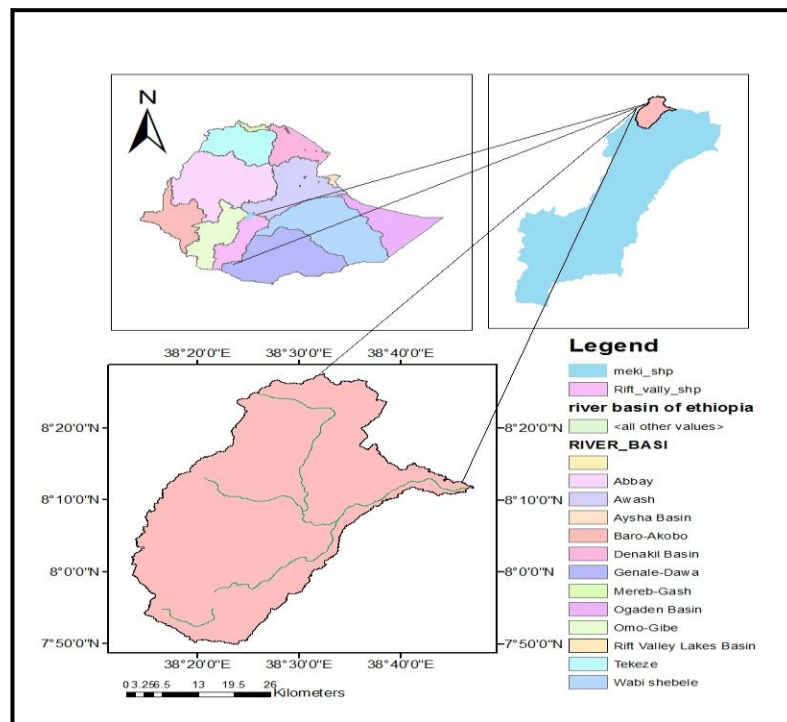 N
Legend
meki_shp
Rift_vally_shp
river basin of ethiopia
<all other values>
RIVER_BASI
Abbay
Awash
Aysha Basin
Baro-Akobo
Denakil Basin
Genale-Dawa
Mereb-Gash
Ogaden Basin
Omo-Gibe
Rift Valley Lakes Basin
Tekeze
Wabi shebele
38°20'0"E 38°30'0"E 38°40'0"E
8°20'0"N 8°20'0"N
8°10'0"N 8°10'0"N
8°0'0"N 8°0'0"N
7°50'0"N 7°50'0"N
38°20'0"E 38°30'0"E 38°40'0"E
0 3.25 6.5 13 19.5 26
Kilometers